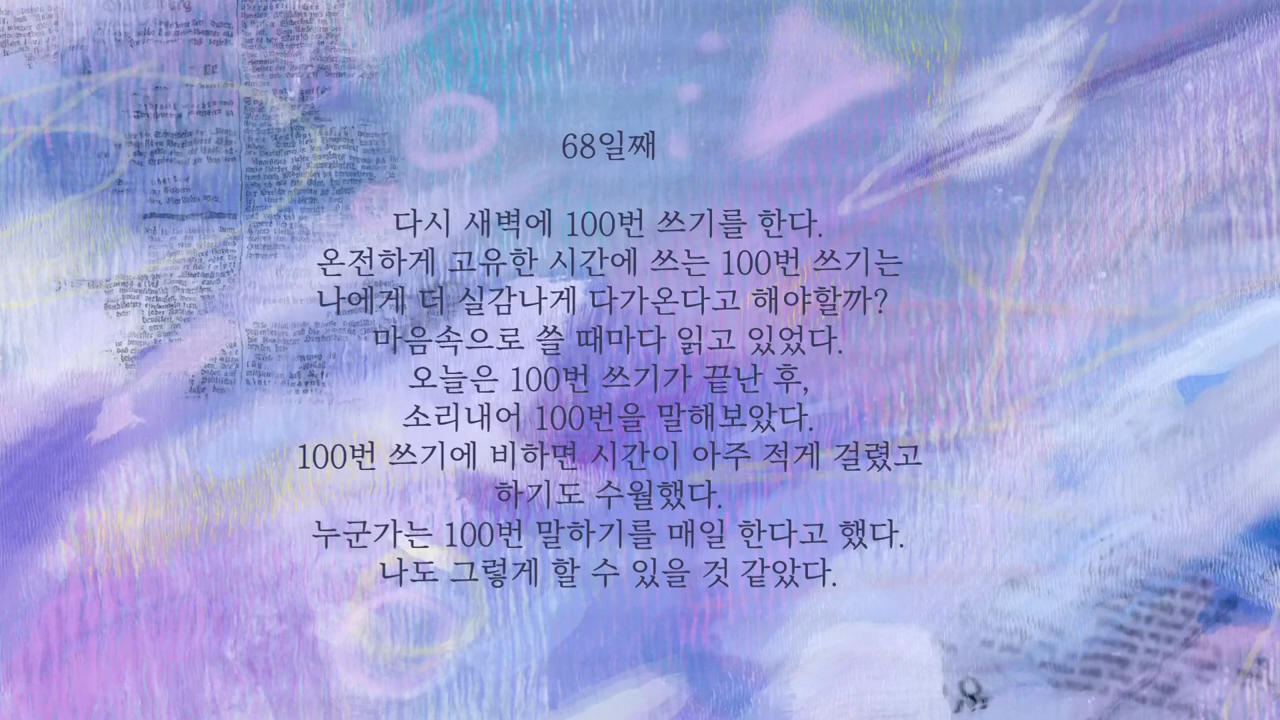 68일째
다시 새벽에 100번 쓰기를 한다.
온전하게 고유한 시간에 쓰는 100번 쓰기는
나에게 더 실감나게 다가온다고 해야할까?
마음속으로 쓸 때마다 읽고 있었다.
오늘은 100번 쓰기가 끝난 후,
소리내어 100번을 말해보았다.
100번 쓰기에 비하면 시간이 아주 적게 걸렸고
하기도 수월했다.
누군가는 100번 말하기를 매일 한다고 했다.
나도 그렇게 할 수 있을 것 같았다.